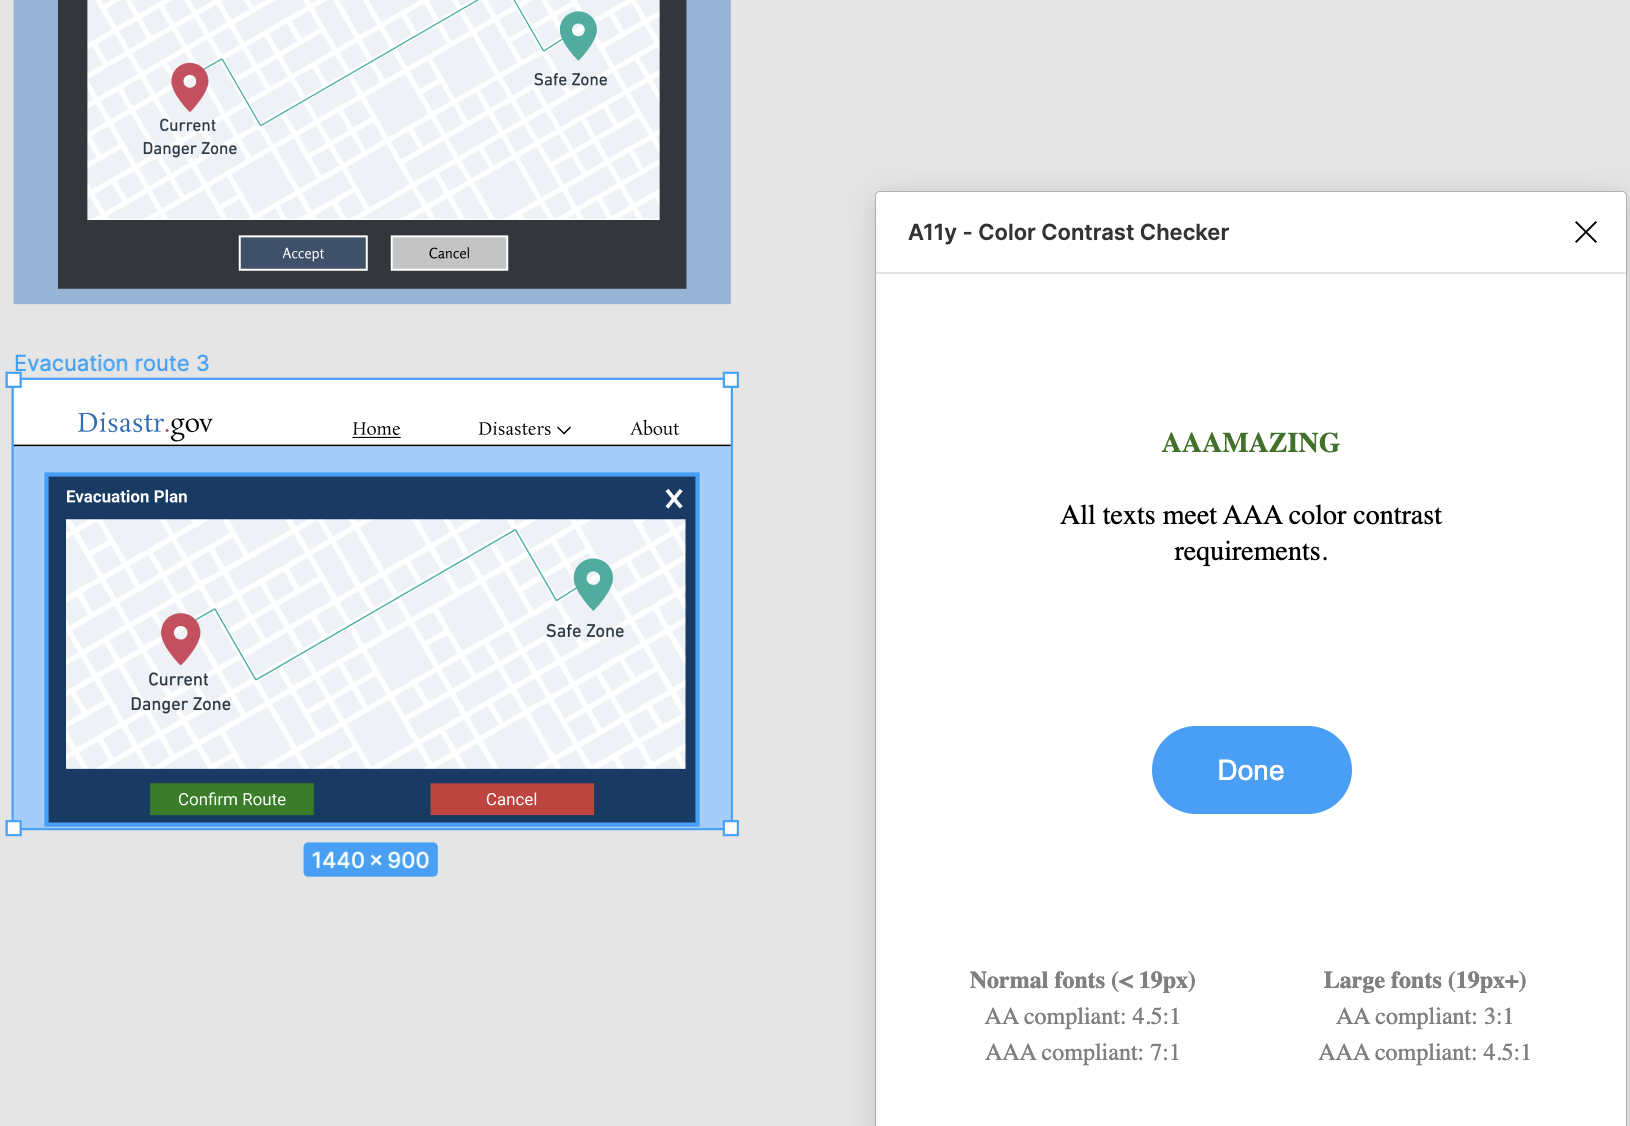 Safe Zone
Current
Danger Zone
Accept
Cancel
Evacuation route 3
Disastr.gov
Home
Disasters
About
Evacuation Plan
X
Safe Zone
Current
Danger Zone
Confirm Route
Cancel
1440 × 900
A11y - Color Contrast Checker
AAAMAZING
All texts meet AAA color contrast
requirements.
Done
Normal fonts (< 19px)
AA compliant: 4.5:1
AAA compliant: 7:1
Large fonts (19px+)
AA compliant: 3:1
AAA compliant: 4.5:1